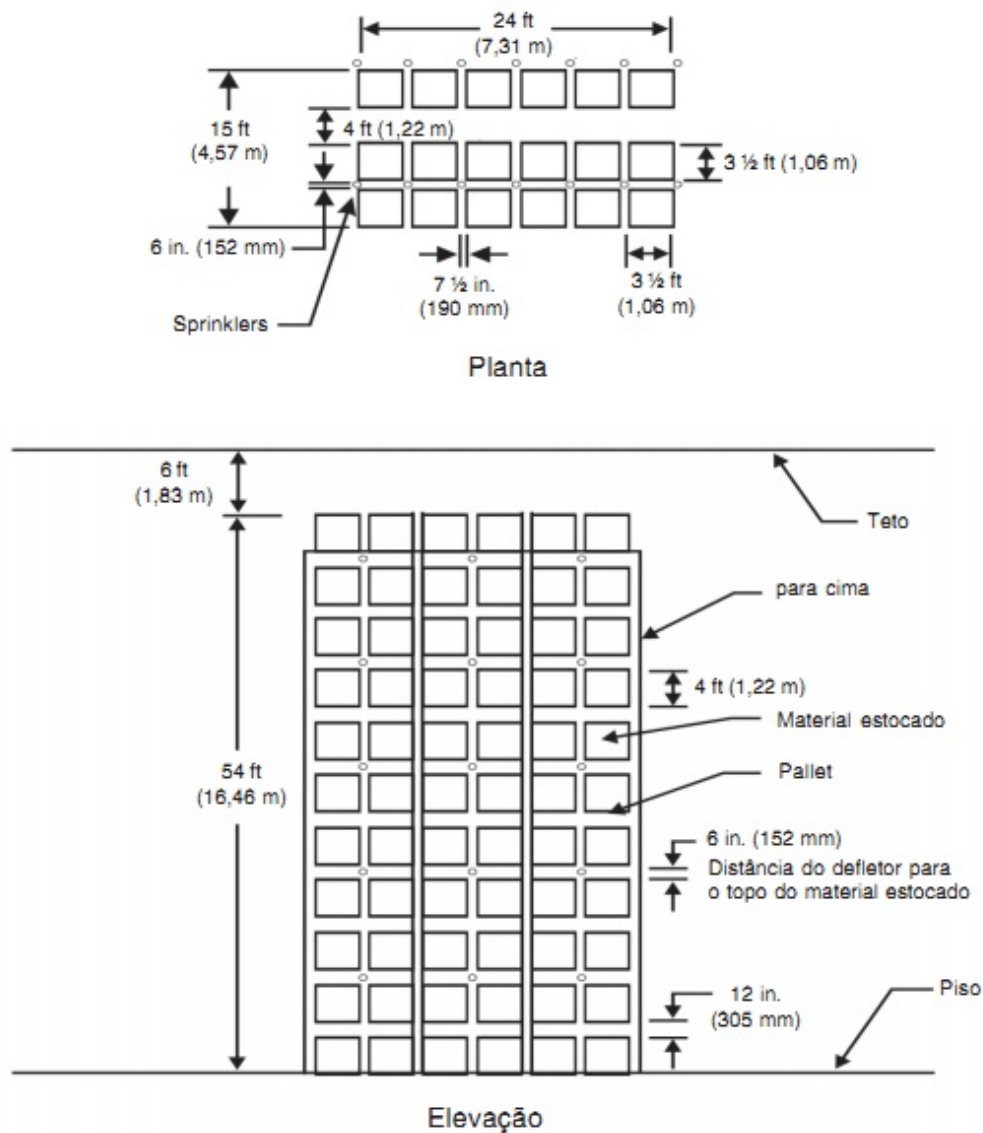 24 ft
(7,31 m)
15 ft
(4,57 m)
4 ft (1,22 m)
3 ½ ft (1,06 m)
6 in. (152 mm)
7 ½ in.
(190 mm)
3 ½ ft
(1,06 m)
Sprinklers
Planta
6 ft
(1,83 m)
Teto
para cima
4 ft (1,22 m)
Material estocado
Pallet
54 ft
(16,46 m)
6 in. (152 mm)
Distância do defletor para
o topo do material estocado
12 in.
(305 mm)
Piso
Elevação